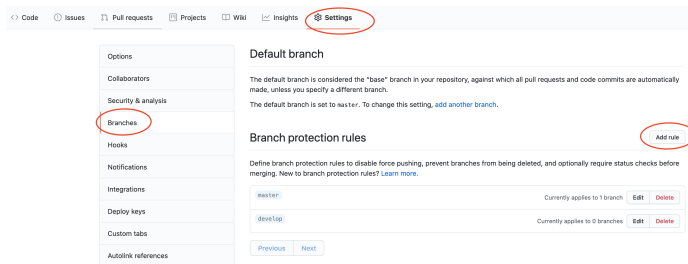 <> Code Issues Pull requests Projects Wiki Insights Settings
Options
Collaborators
Security & analysis
Branches
Hooks
Notifications
Integrations
Deploy keys
Custom tabs
Autolink references
Default branch
The default branch is considered the "base" branch in your repository, against which all pull requests and code commits are automatically
made, unless you specify a different branch.
The default branch is set to master. To change this setting, add another branch.
Branch protection rules Add rule
Define branch protection rules to disable force pushing, prevent branches from being deleted, and optionally require status checks before
merging. New to branch protection rules? Learn more.
master Currently applies to 1 branch Edit Delete
develop Currently applies to 0 branches Edit Delete
Previous Next